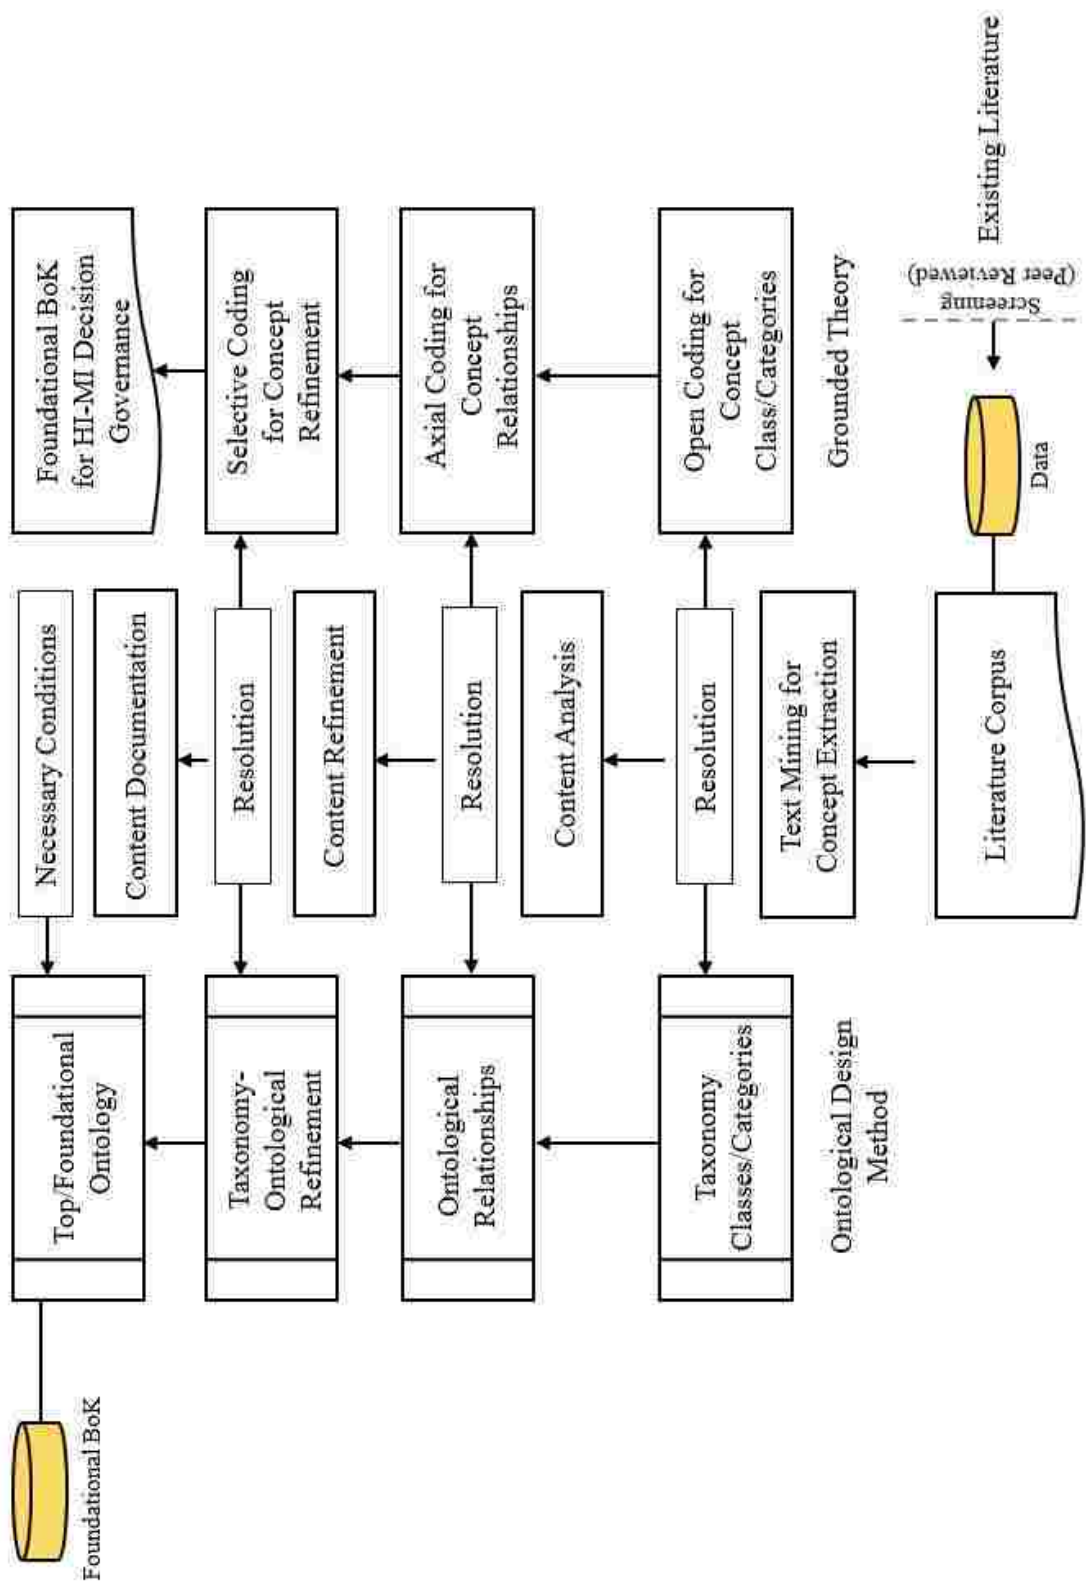 Foundational BoK
Top/Foundational
Ontology
Necessary Conditions
Foundational BoK
for HI-MI Decision
Governance
Content Documentation
Taxonomy-
Ontological
Refinement
Resolution
Selective Coding
for Concept
Refinement
Content Refinement
Ontological
Relationships
Resolution
Axial Coding for
Concept
Relationships
Content Analysis
Taxonomy
Classes/Categories
Resolution
Open Coding for
Concept
Class/Categories
Text Mining for
Concept Extraction
Ontological Design
Method
Grounded Theory
Literature Corpus
Data
Screening
(Peer Reviewed)
Existing Literature